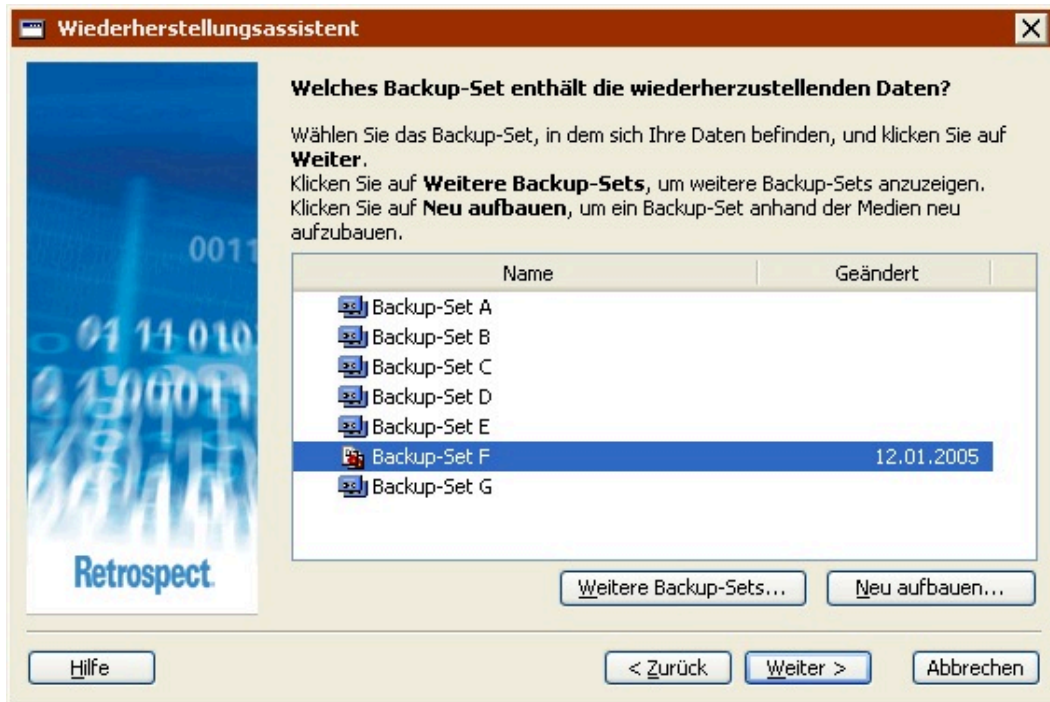 Wiederherstellungsassistent
Welches Backup-Set enthält die wiederherzustellenden Daten?
Wählen Sie das Backup-Set, in dem sich Ihre Daten befinden, und klicken Sie auf
Weiter.
Klicken Sie auf Weitere Backup-Sets, um weitere Backup-Sets anzuzeigen.
Klicken Sie auf Neu aufbauen, um ein Backup-Set anhand der Medien neu
aufzubauen.
Name Geändert
Backup-Set A
Backup-Set B
Backup-Set C
Backup-Set D
Backup-Set E
Backup-Set F 12.01.2005
Backup-Set G
0011
01 11 010
Retrospect
Weitere Backup-Sets... Neu aufbauen...
Hilfe < Zurück Weiter > Abbrechen